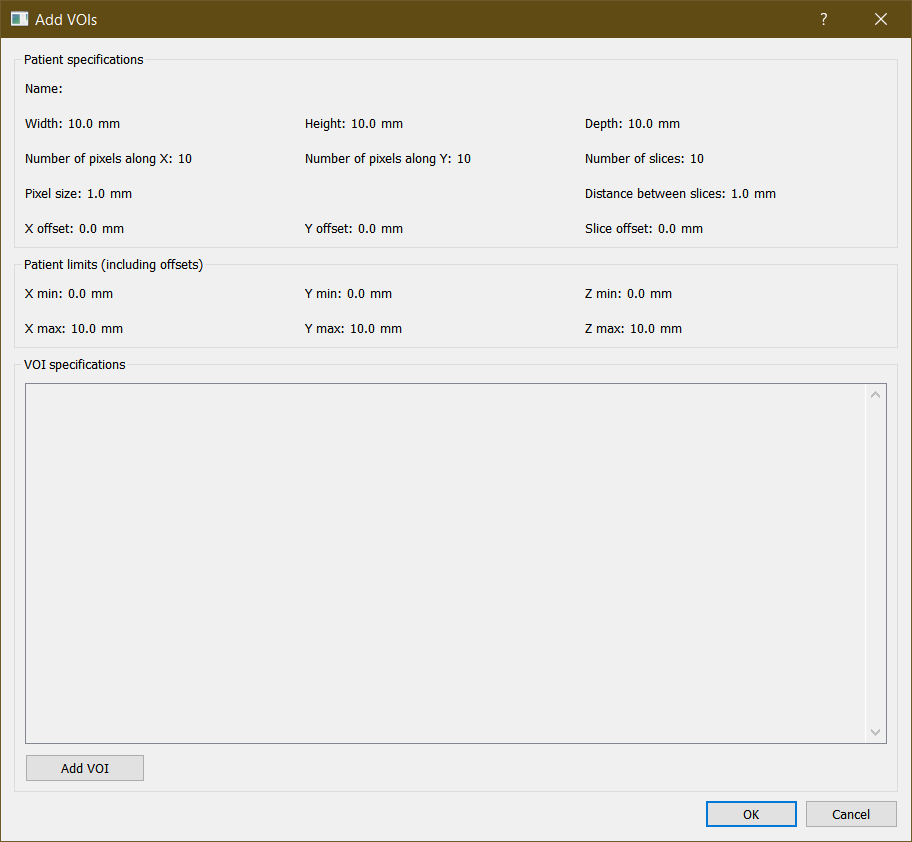 Add VOIs
?
Patient specifications
Name:
Width: 10.0 mm Height: 10.0 mm Depth: 10.0 mm
Number of pixels along X: 10 Number of pixels along Y: 10 Number of slices: 10
Pixel size: 1.0 mm Distance between slices: 1.0 mm
X offset: 0.0 mm Y offset: 0.0 mm Slice offset: 0.0 mm
Patient limits (including offsets)
X min: 0.0 mm Y min: 0.0 mm Z min: 0.0 mm
X max: 10.0 mm Y max: 10.0 mm Z max: 10.0 mm
VOI specifications
Add VOI
OK Cancel